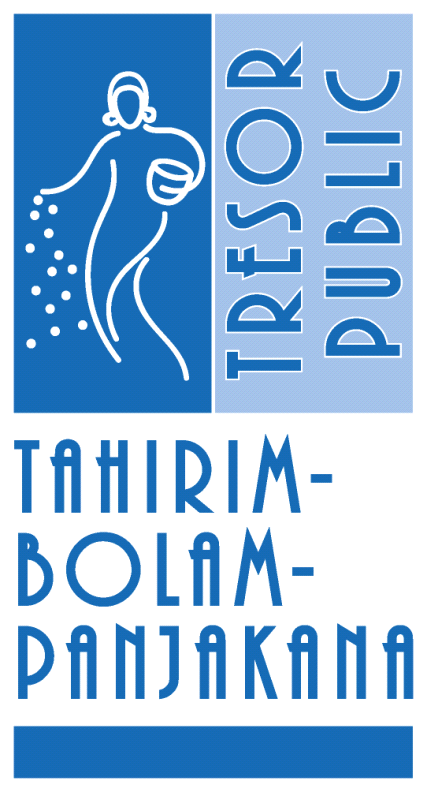 TRESOR
PUBLIC
TAHIRIM-
BOLAM-
PANJAKANA